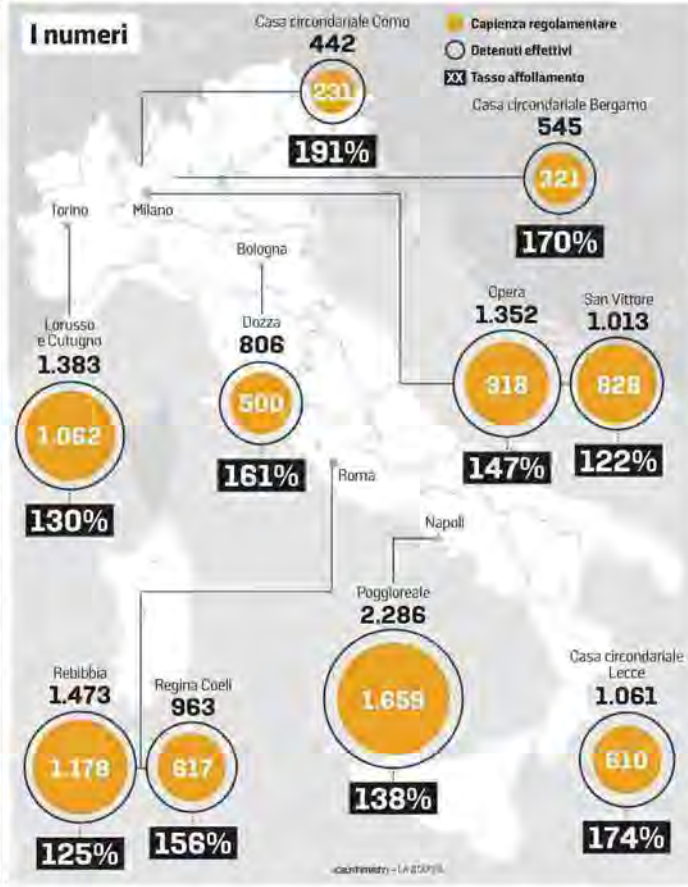 I numeri
Capienza regolamentare
Detenuti effettivi
XX Tasso affollamento
Casa circondariale Como
442
231
191%
Casa circondariale Bergamo
545
321
170%
Torino
Milano
Bologna
Lorusso
e Cutugno
1.383
1.062
130%
Dozza
806
500
161%
Opera
1.352
918
147%
San Vittore
1.013
828
122%
Roma
Napoli
Poggioreale
2.286
1.659
138%
Rebibbia
1.473
1.178
125%
Regina Coeli
963
617
156%
Casa circondariale
Lecce
1.061
610
174%
LA STAMPA